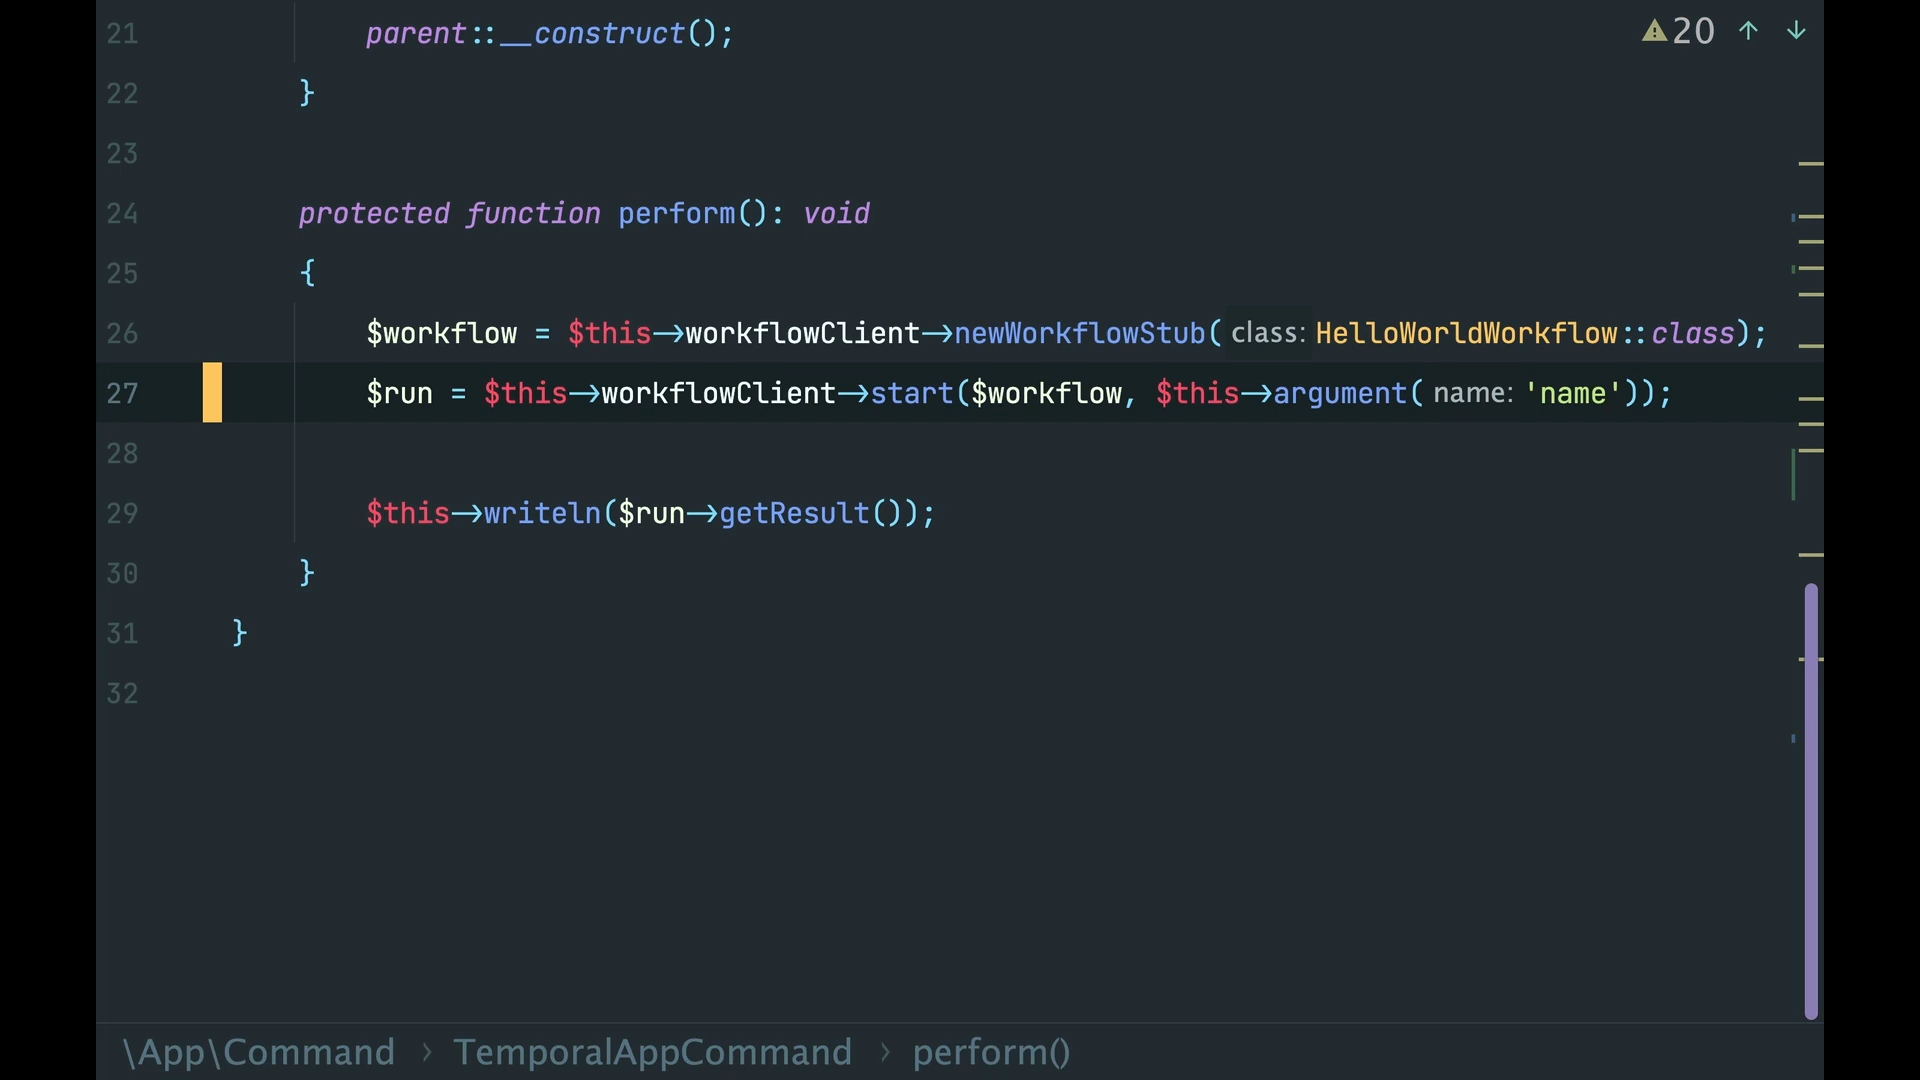 21 parent::__construct();
⚠20 ↑ ↓
22 }
23
24 protected function perform(): void
25 {
26 $workflow = $this->workflowClient->newWorkflowStub( class: HelloWorldWorkflow::class);
27 $run = $this->workflowClient->start($workflow, $this->argument( name: 'name'));
28
29 $this->writeln($run->getResult());
30 }
31 }
32
\App\Command › TemporalAppCommand › perform()